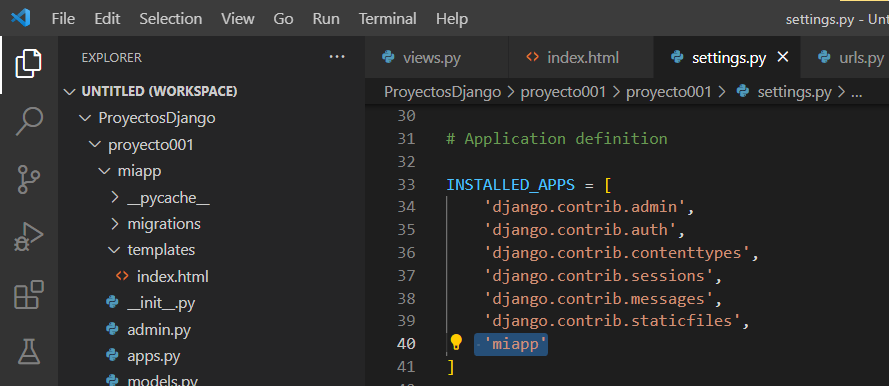 File Edit Selection View Go Run Terminal Help settings.py - Unt
EXPLORER ...
UNTITLED (WORKSPACE)
ProyectosDjango
proyecto001
miapp
__pycache__
migrations
templates
<> index.html
__init__.py
admin.py
apps.py
models.py
views.py <> index.html settings.py × urls.py
ProyectosDjango > proyecto001 > proyecto001 > settings.py > ...
30
31 # Application definition
32
33 INSTALLED_APPS = [
34 'django.contrib.admin',
35 'django.contrib.auth',
36 'django.contrib.contenttypes',
37 'django.contrib.sessions',
38 'django.contrib.messages',
39 'django.contrib.staticfiles',
40 'miapp'
41 ]